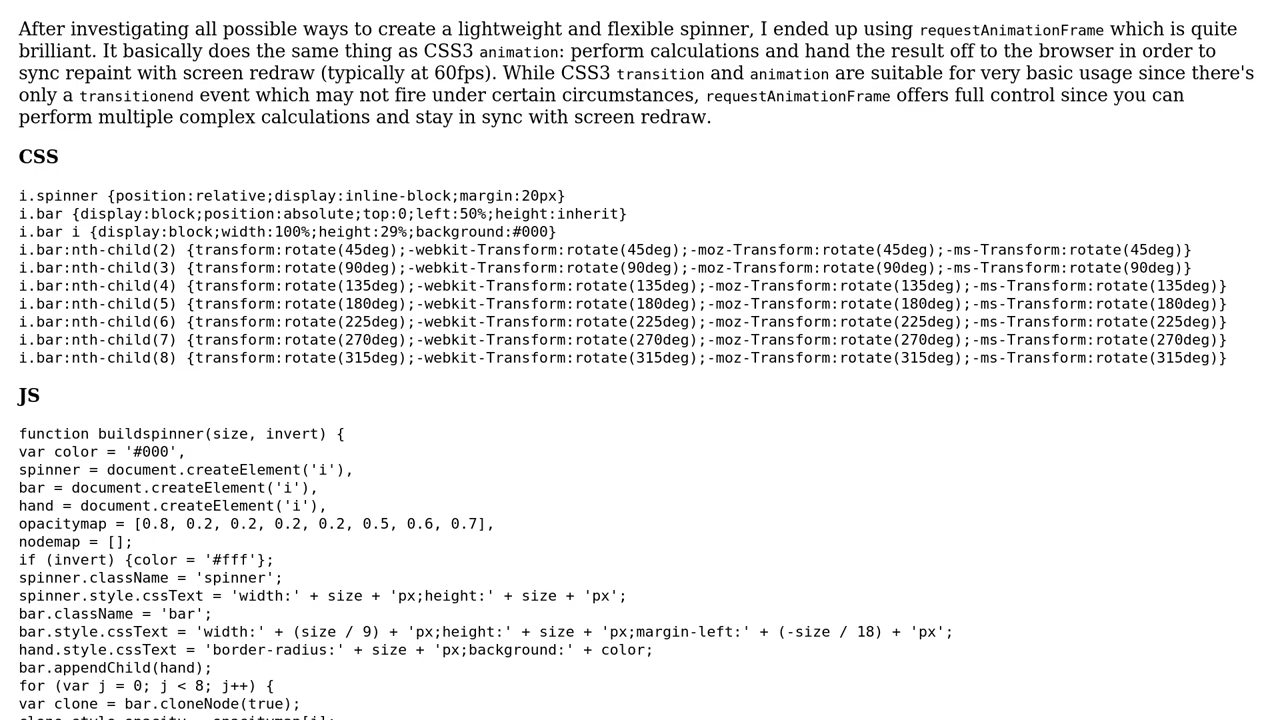 After investigating all possible ways to create a lightweight and flexible spinner, I ended up using requestAnimationFrame which is quite
brilliant. It basically does the same thing as CSS3 animation: perform calculations and hand the result off to the browser in order to
sync repaint with screen redraw (typically at 60fps). While CSS3 transition and animation are suitable for very basic usage since there's
only a transitionend event which may not fire under certain circumstances, requestAnimationFrame offers full control since you can
perform multiple complex calculations and stay in sync with screen redraw.
CSS
i.spinner {position:relative;display:inline-block;margin:20px}
i.bar {display:block;position:absolute;top:0;left:50%;height:inherit}
i.bar i {display:block;width:100%;height:29%;background:#000}
i.bar:nth-child(2) {transform:rotate(45deg);-webkit-Transform:rotate(45deg);-moz-Transform:rotate(45deg);-ms-Transform:rotate(45deg)}
i.bar:nth-child(3) {transform:rotate(90deg);-webkit-Transform:rotate(90deg);-moz-Transform:rotate(90deg);-ms-Transform:rotate(90deg)}
i.bar:nth-child(4) {transform:rotate(135deg);-webkit-Transform:rotate(135deg);-moz-Transform:rotate(135deg);-ms-Transform:rotate(135deg)}
i.bar:nth-child(5) {transform:rotate(180deg);-webkit-Transform:rotate(180deg);-moz-Transform:rotate(180deg);-ms-Transform:rotate(180deg)}
i.bar:nth-child(6) {transform:rotate(225deg);-webkit-Transform:rotate(225deg);-moz-Transform:rotate(225deg);-ms-Transform:rotate(225deg)}
i.bar:nth-child(7) {transform:rotate(270deg);-webkit-Transform:rotate(270deg);-moz-Transform:rotate(270deg);-ms-Transform:rotate(270deg)}
i.bar:nth-child(8) {transform:rotate(315deg);-webkit-Transform:rotate(315deg);-moz-Transform:rotate(315deg);-ms-Transform:rotate(315deg)}
JS
function buildspinner(size, invert) {
var color = '#000',
spinner = document.createElement('i'),
bar = document.createElement('i'),
hand = document.createElement('i'),
opacitymap = [0.8, 0.2, 0.2, 0.2, 0.2, 0.5, 0.6, 0.7],
nodemap = [];
if (invert) {color = '#fff'};
spinner.className = 'spinner';
spinner.style.cssText = 'width:' + size + 'px;height:' + size + 'px';
bar.className = 'bar';
bar.style.cssText = 'width:' + (size / 9) + 'px;height:' + size + 'px;margin-left:' + (-size / 18) + 'px';
hand.style.cssText = 'border-radius:' + size + 'px;background:' + color;
bar.appendChild(hand);
for (var j = 0; j < 8; j++) {
var clone = bar.cloneNode(true);